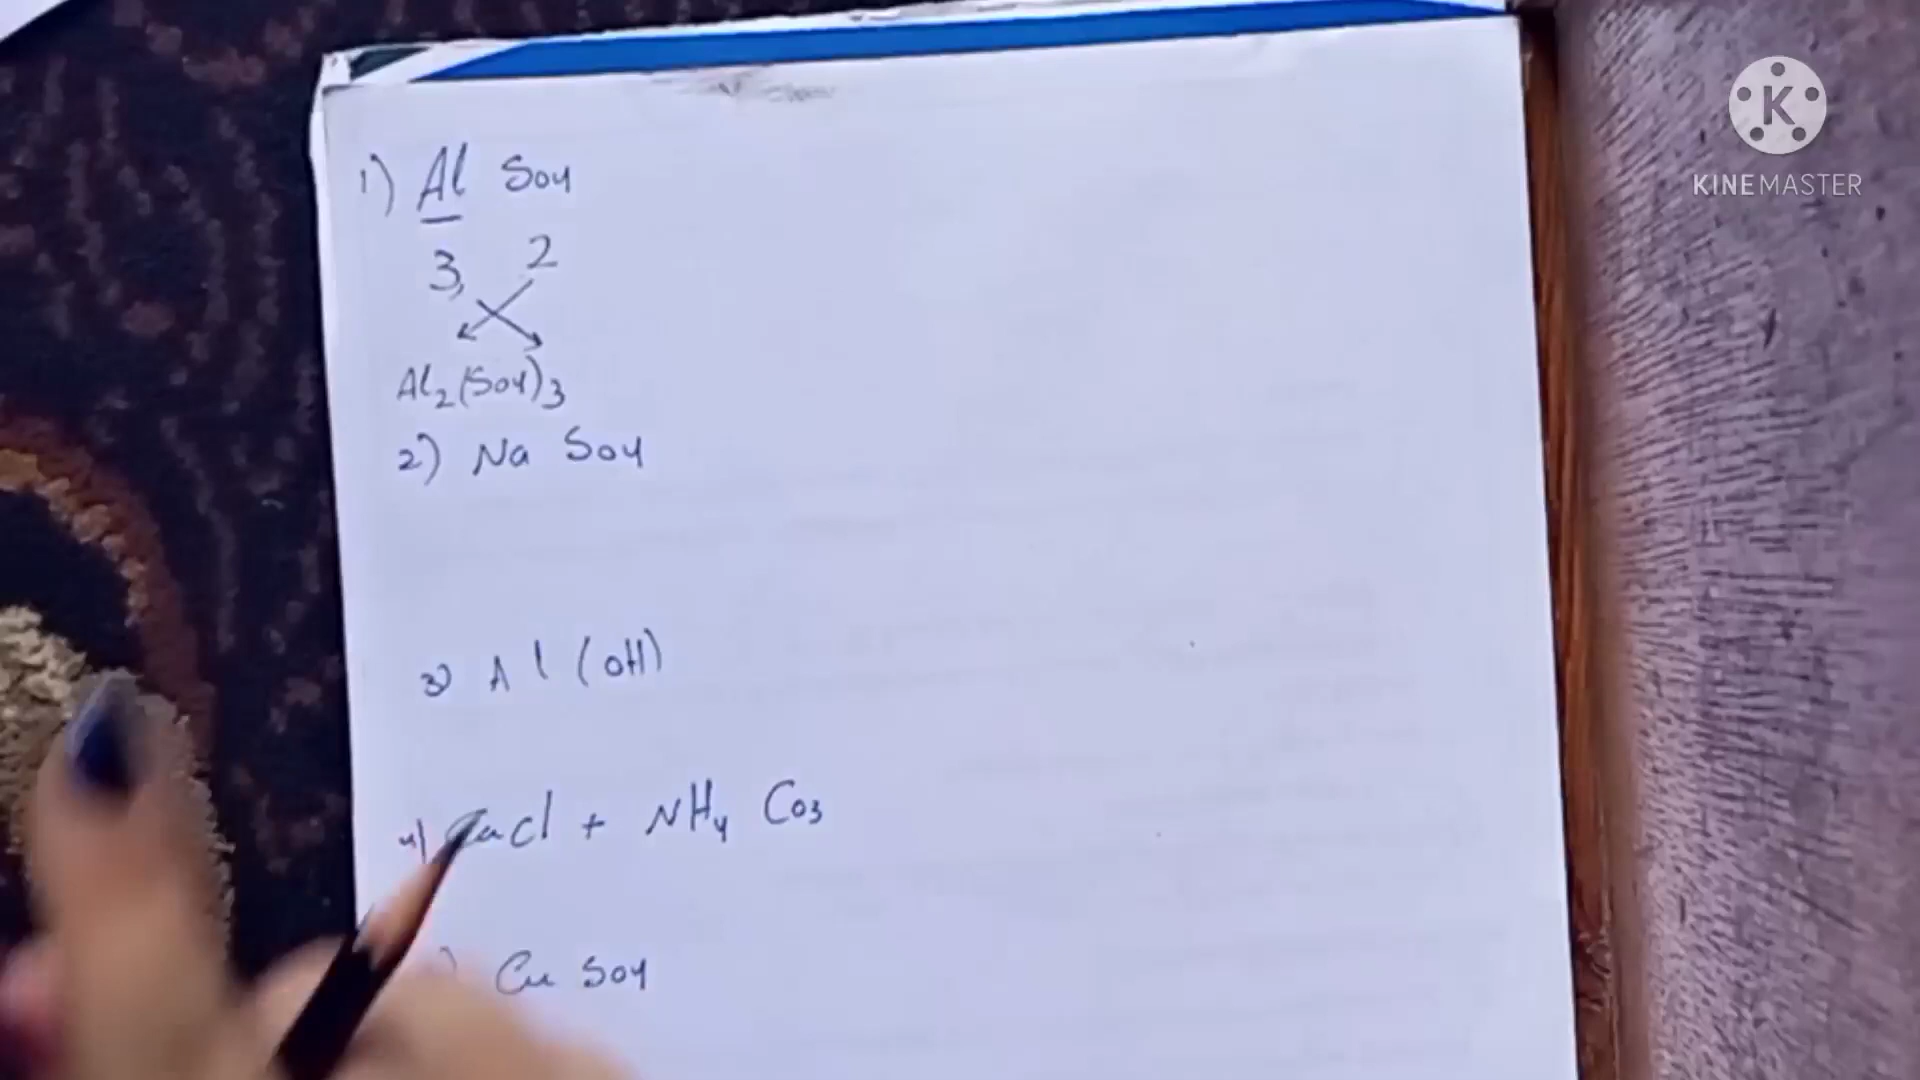 1) Al So4
3, 2
Al2(So4)3
2) Na So4
3) Al (OH)
4) CaCl + NH4 Co3
) Cu So4
K
KINEMASTER